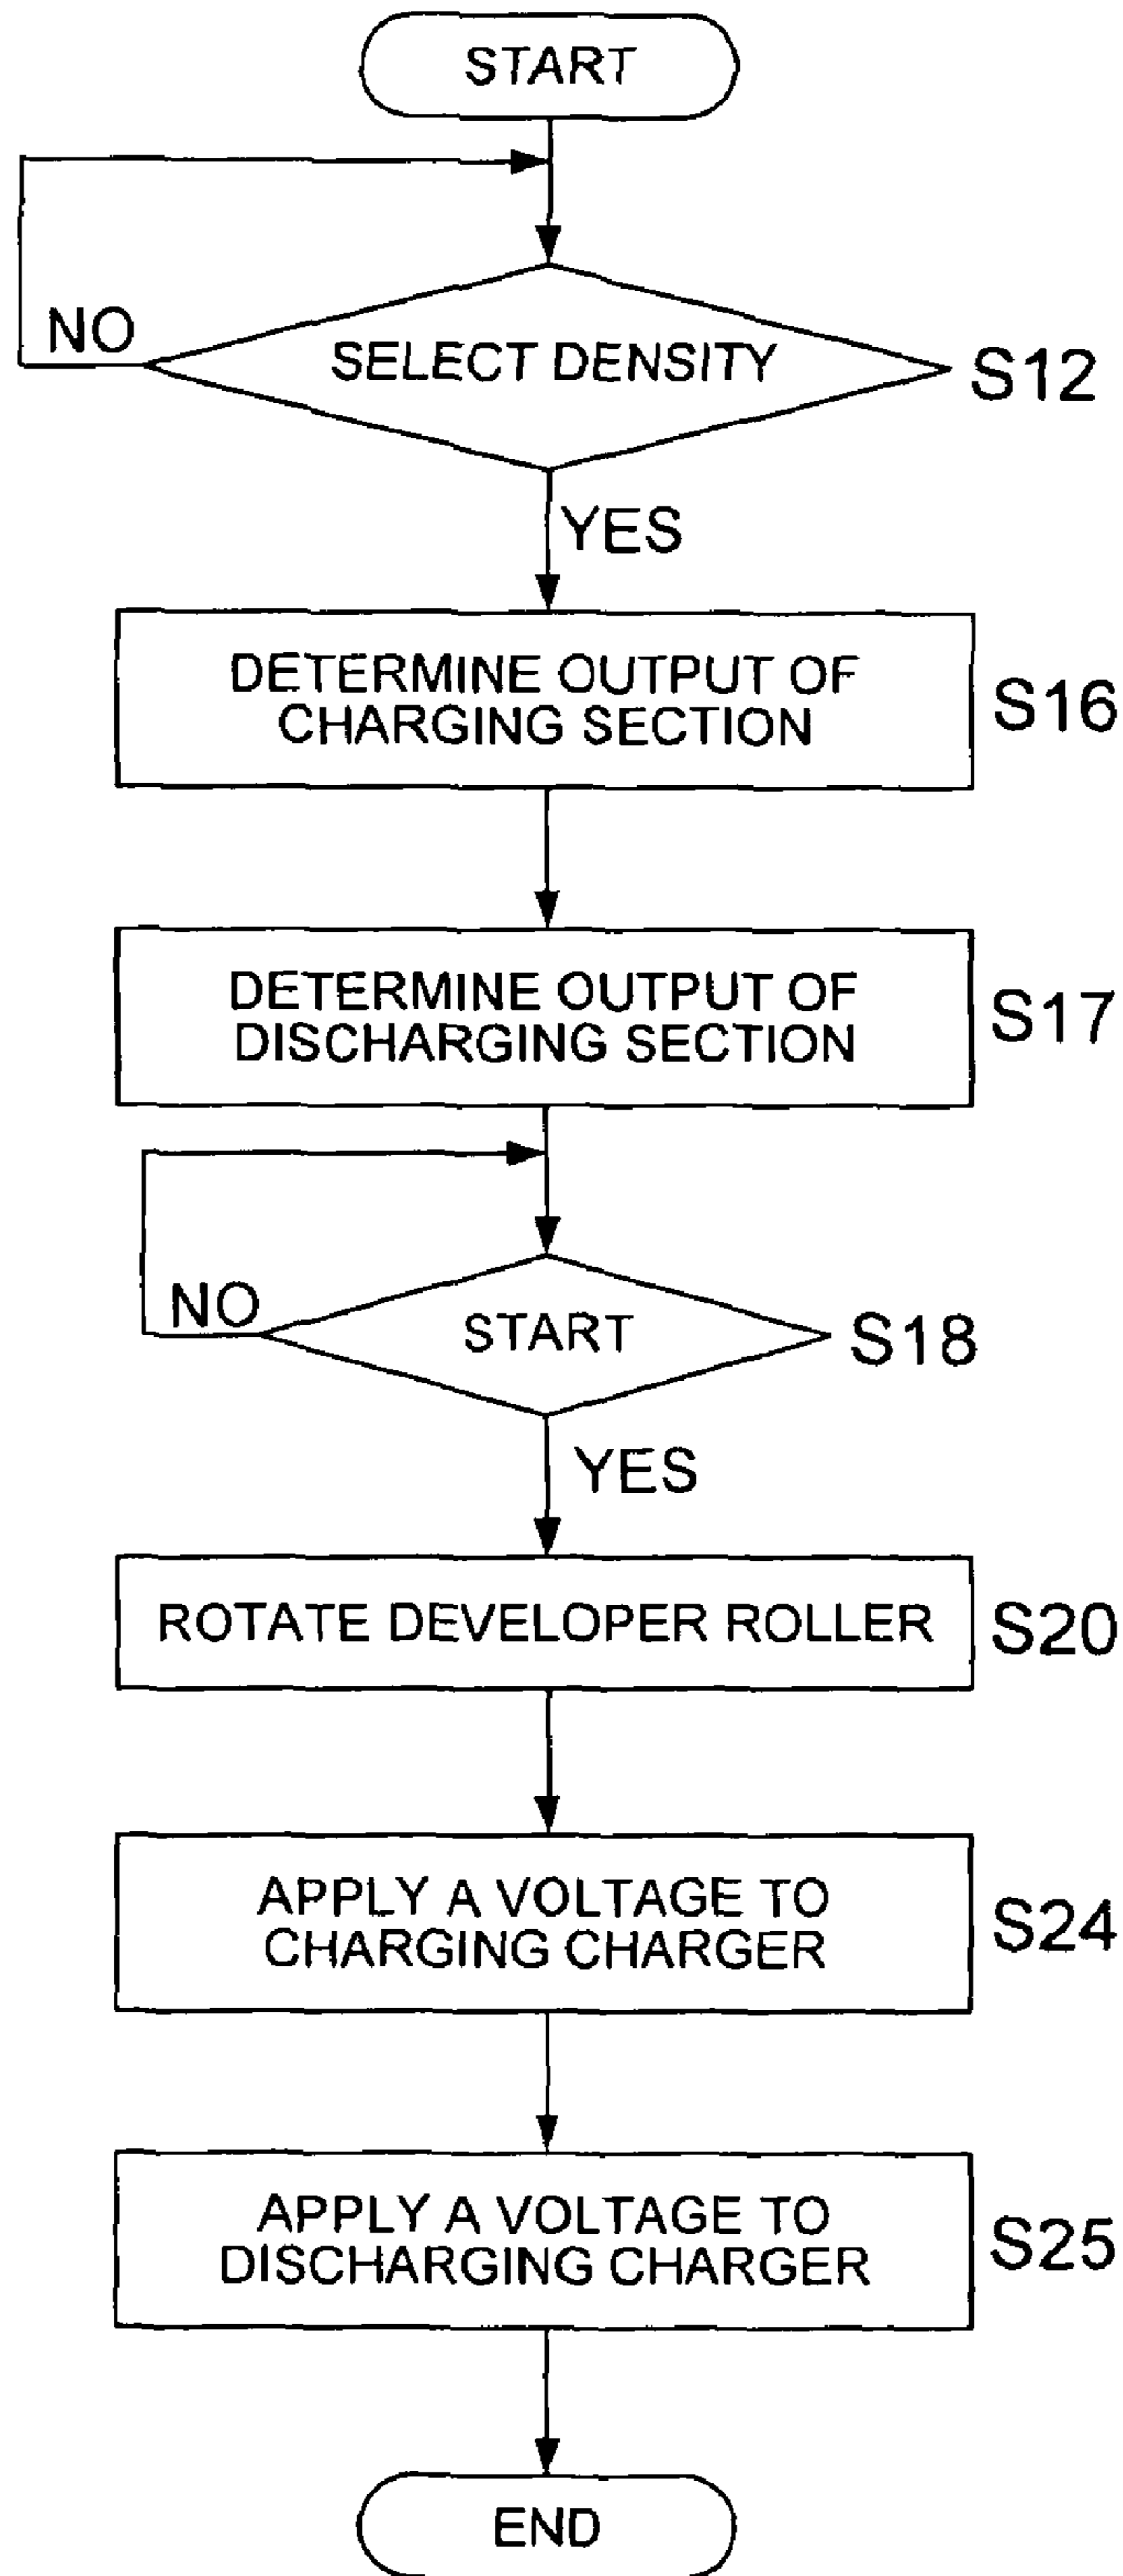 START
NO
SELECT DENSITY
S12
YES
DETERMINE OUTPUT OF
CHARGING SECTION
S16
DETERMINE OUTPUT OF
DISCHARGING SECTION
S17
NO
START
S18
YES
ROTATE DEVELOPER ROLLER
S20
APPLY A VOLTAGE TO
CHARGING CHARGER
S24
APPLY A VOLTAGE TO
DISCHARGING CHARGER
S25
END